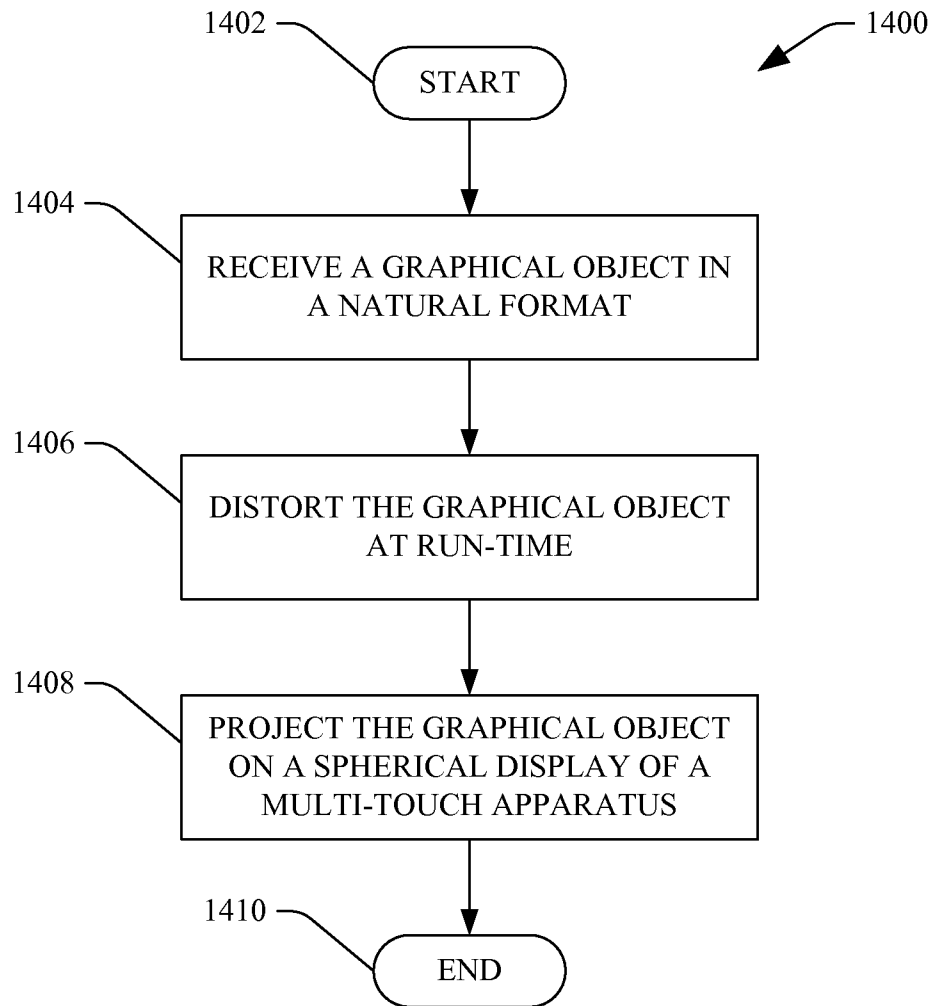 1402
1400
START
1404
RECEIVE A GRAPHICAL OBJECT IN
A NATURAL FORMAT
1406
DISTORT THE GRAPHICAL OBJECT
AT RUN-TIME
1408
PROJECT THE GRAPHICAL OBJECT
ON A SPHERICAL DISPLAY OF A
MULTI-TOUCH APPARATUS
1410
END